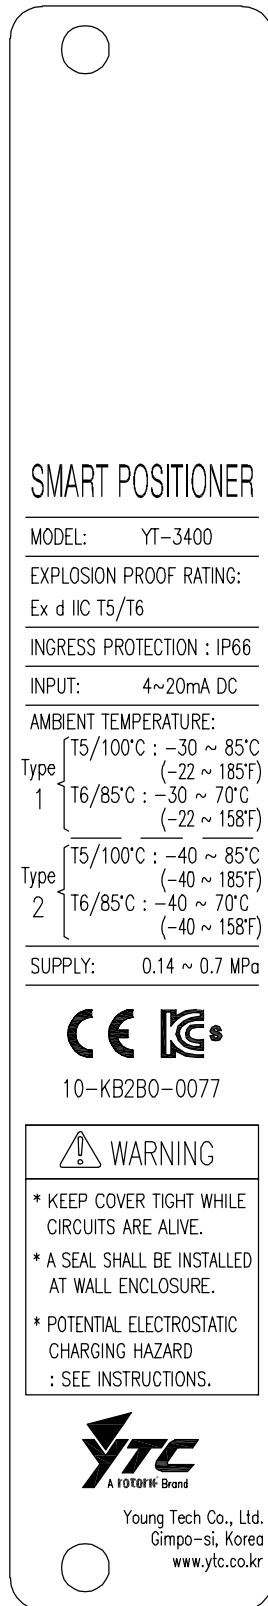 SMART POSITIONER
MODEL: YT-3400
EXPLOSION PROOF RATING:
Ex d IIC T5/T6
INGRESS PROTECTION : IP66
INPUT: 4~20mA DC
AMBIENT TEMPERATURE:
Type 1
T5/100°C : -30 ~ 85°C
(-22 ~ 185°F)
T6/85°C : -30 ~ 70°C
(-22 ~ 158°F)
Type 2
T5/100°C : -40 ~ 85°C
(-40 ~ 185°F)
T6/85°C : -40 ~ 70°C
(-40 ~ 158°F)
SUPPLY: 0.14 ~ 0.7 MPa
CE KCs
10-KB2BO-0077
WARNING
* KEEP COVER TIGHT WHILE
CIRCUITS ARE ALIVE.
* A SEAL SHALL BE INSTALLED
AT WALL ENCLOSURE.
* POTENTIAL ELECTROSTATIC
CHARGING HAZARD
: SEE INSTRUCTIONS.
YTC
A rotork Brand
Young Tech Co., Ltd.
Gimpo-si, Korea
www.ytc.co.kr